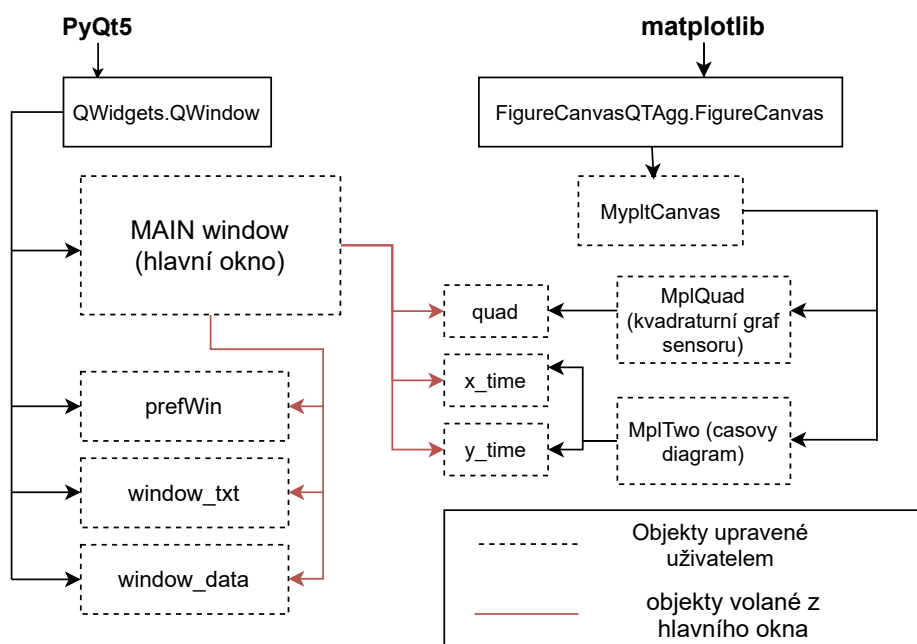 PyQt5
matplotlib
QWidgets.QWindow
FigureCanvasQTAgg.FigureCanvas
MypltCanvas
MAIN window
(hlavní okno)
quad
MplQuad
(kvadraturní graf
sensoru)
x_time
prefWin
y_time
MplTwo (casovy
diagram)
window_txt
window_data
Objekty upravené
uživatelem
objekty volané z
hlavního okna